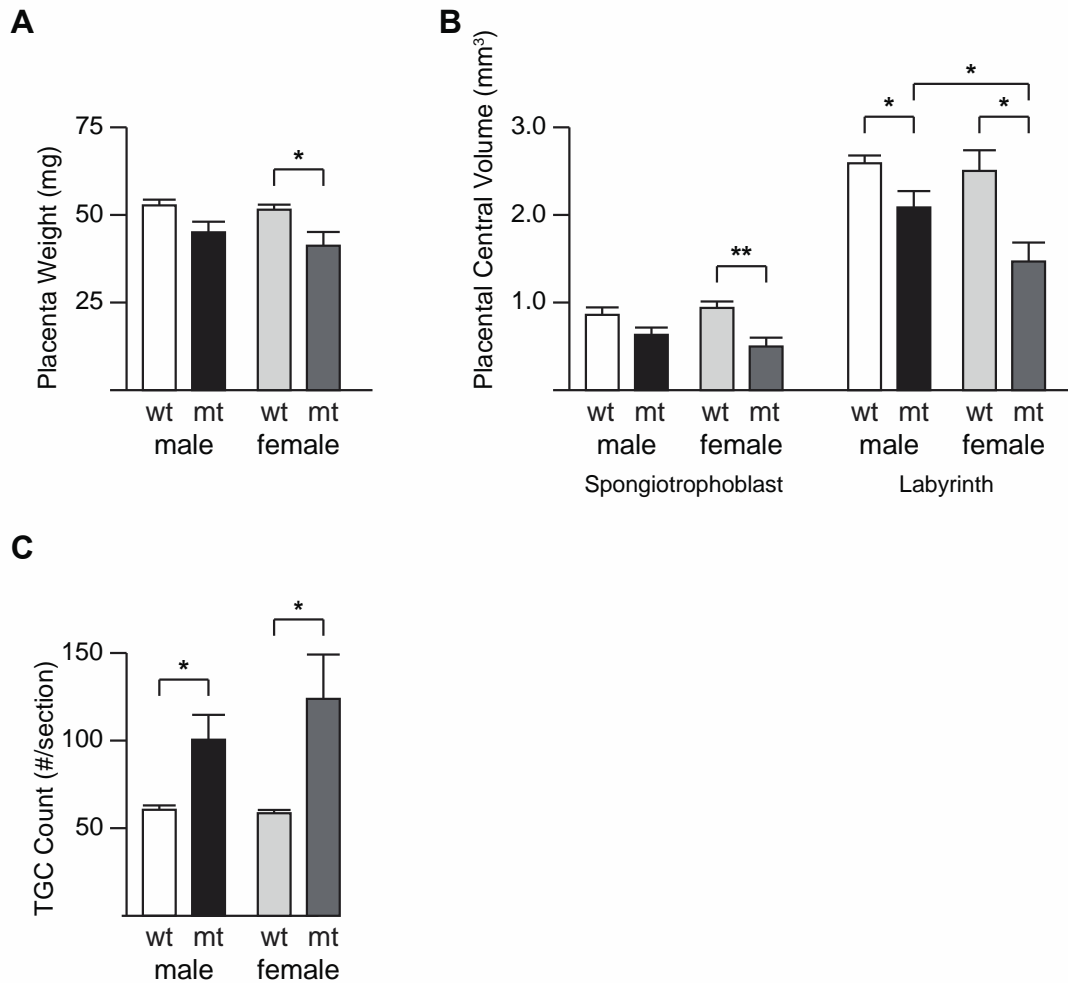 A
Placenta Weight (mg)
75
50
25
*
wt mt wt mt
male female
B
Placental Central Volume (mm³)
3.0
2.0
1.0
**
*
*
*
wt mt wt mt wt mt wt mt
male female male female
Spongiotrophoblast Labyrinth
C
TGC Count (#/section)
150
100
50
*
*
wt mt wt mt
male female